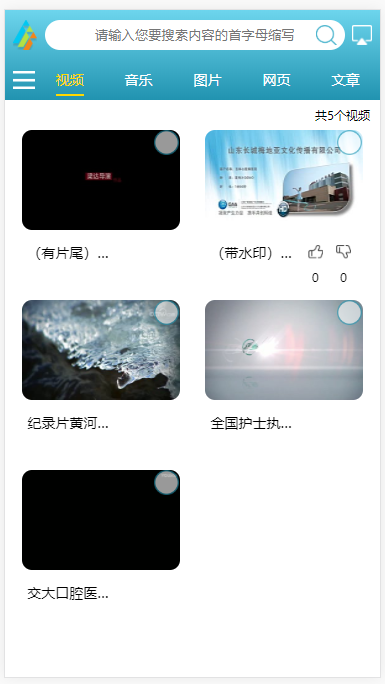 请输入您要搜素内容的首字母缩写
视频 音乐 图片 网页 文章
共5个视频
梁达导演
山东长城梅地亚文化传播有限公司
（有片尾）...
（带水印）...
0 0
纪录片黄河...
全国护士执...
交大口腔医...